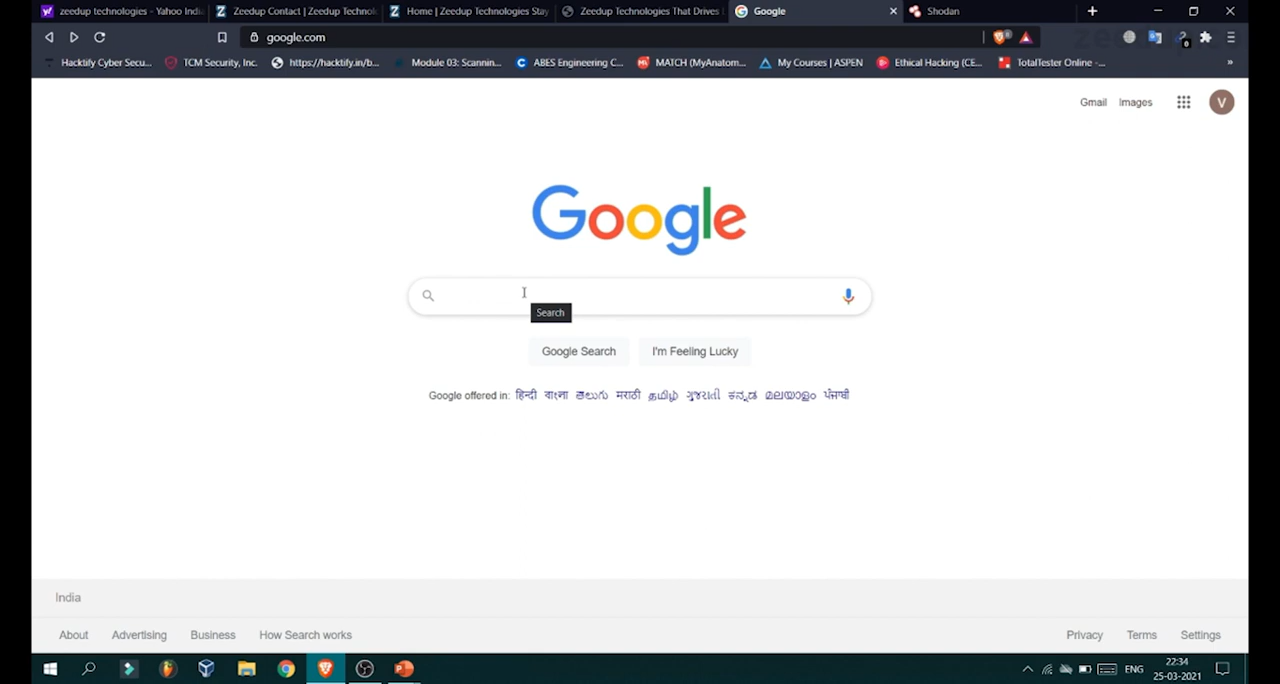 zeedup technologies - Yahoo Indi
Zeedup Contact | Zeedup Technol
Home | Zeedup Technologies Stay
Zeedup Technologies That Drives
Google
Shodan
google.com
Hacktify Cyber Secu...
TCM Security, Inc.
https://hacktify.in/b...
Module 03: Scannin...
ABES Engineering C...
MATCH (MyAnatom...
My Courses | ASPEN
Ethical Hacking (CE...
TotalTester Online -...
Gmail Images V
Google
Search
Google Search I'm Feeling Lucky
Google offered in: हिन्दी বাংলা తెలుగు मराठी தமிழ் ગુજરાતી ಕನ್ನಡ മലയാളം ਪੰਜਾਬੀ
India
About Advertising Business How Search works
Privacy Terms Settings
ENG
22:34
25-03-2021